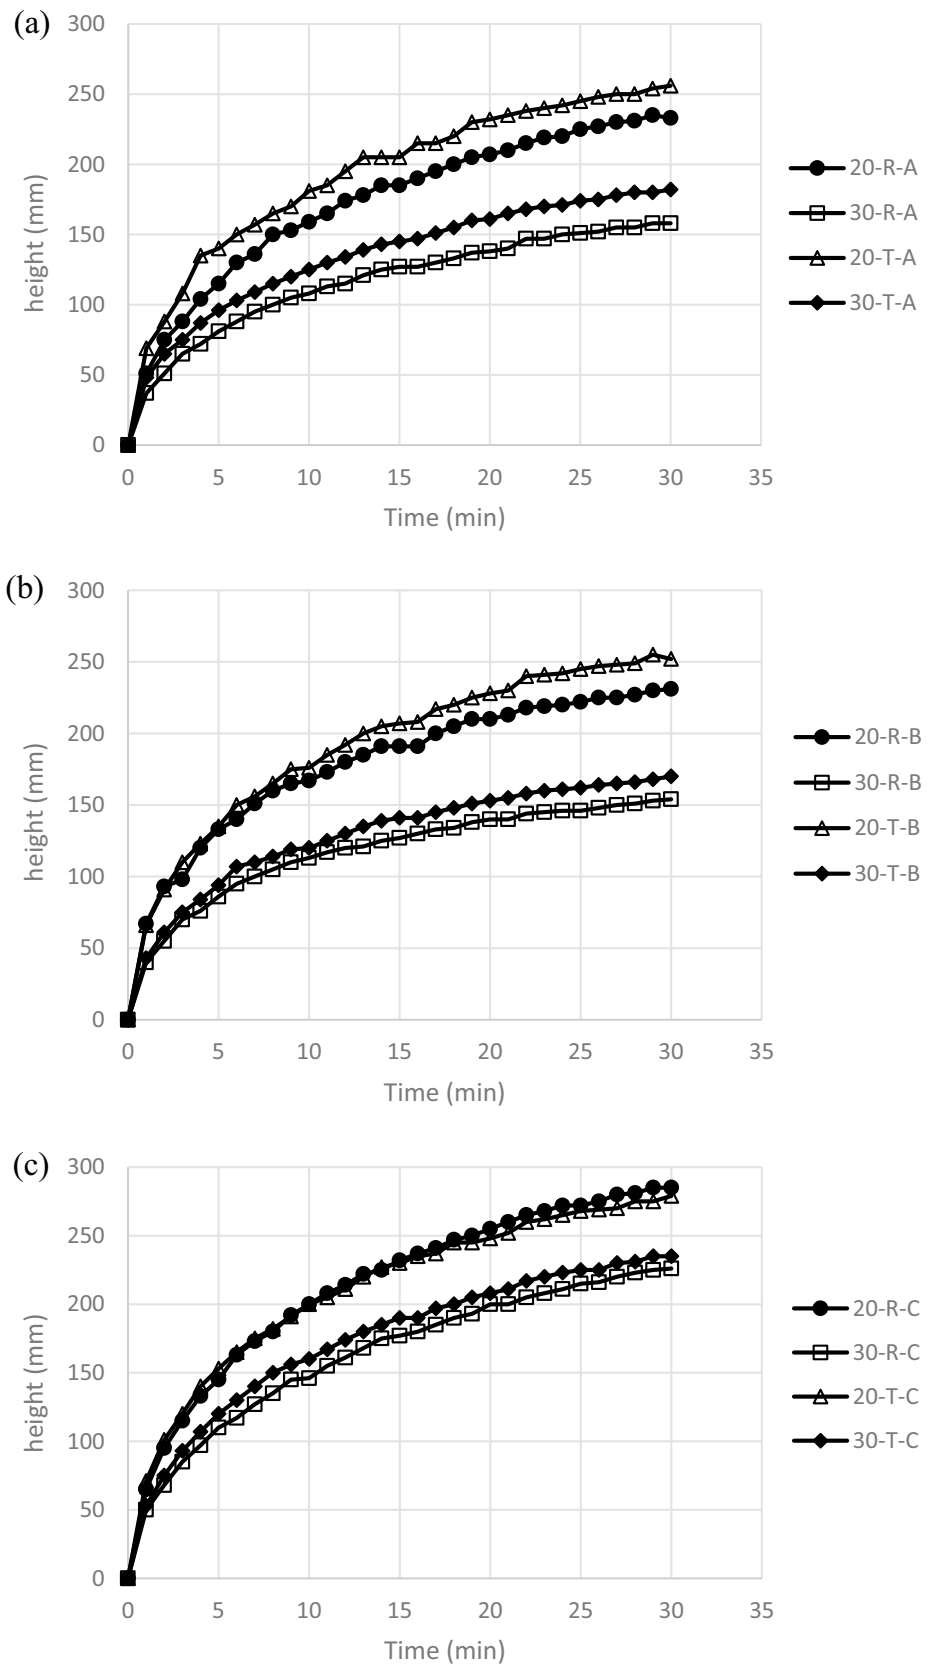 (a)
300
250
200
150
100
50
0
height (mm)
0 5 10 15 20 25 30 35
Time (min)
20-R-A
30-R-A
20-T-A
30-T-A
(b)
300
250
200
150
100
50
0
height (mm)
0 5 10 15 20 25 30 35
Time (min)
20-R-B
30-R-B
20-T-B
30-T-B
(c)
300
250
200
150
100
50
0
height (mm)
0 5 10 15 20 25 30 35
Time (min)
20-R-C
30-R-C
20-T-C
30-T-C